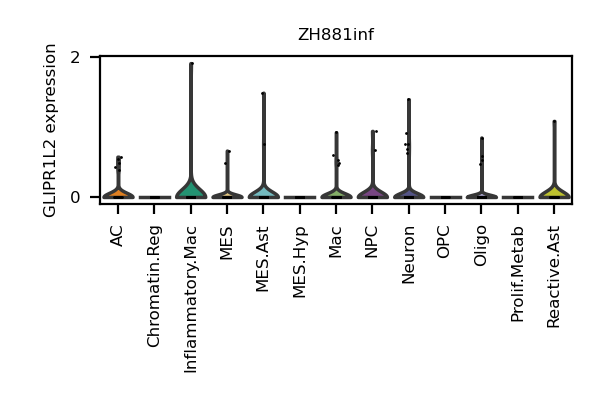 ZH881inf
GLIPR1L2 expression
2
0
AC
Chromatin.Reg
Inflammatory.Mac
MES
MES.Ast
MES.Hyp
Mac
NPC
Neuron
OPC
Oligo
Prolif.Metab
Reactive.Ast